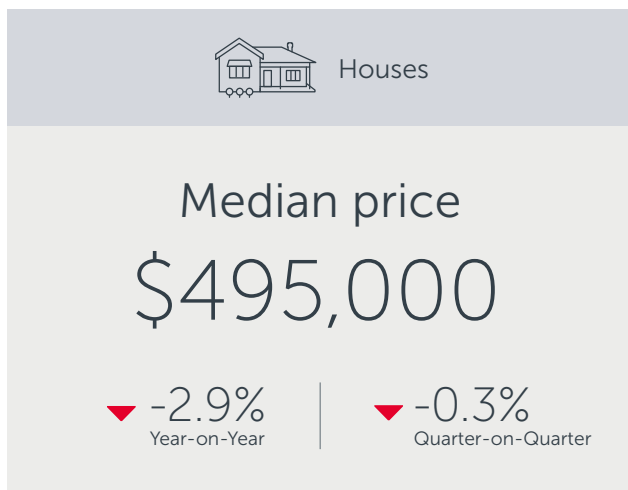 Houses
Median price
$495,000
-2.9%
Year-on-Year
-0.3%
Quarter-on-Quarter